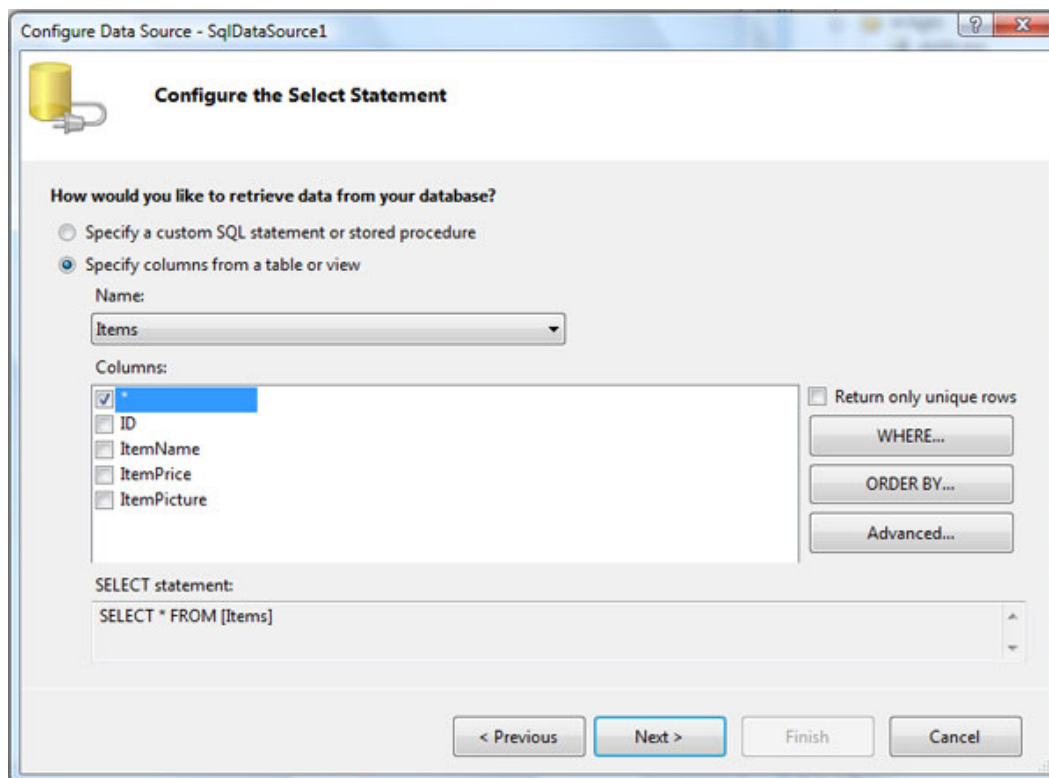 Configure Data Source - SqlDataSource1
Configure the Select Statement
How would you like to retrieve data from your database?
Specify a custom SQL statement or stored procedure
Specify columns from a table or view
Name:
Items
Columns:
*
ID
ItemName
ItemPrice
ItemPicture
Return only unique rows
WHERE...
ORDER BY...
Advanced...
SELECT statement:
SELECT * FROM [Items]
< Previous
Next >
Finish
Cancel